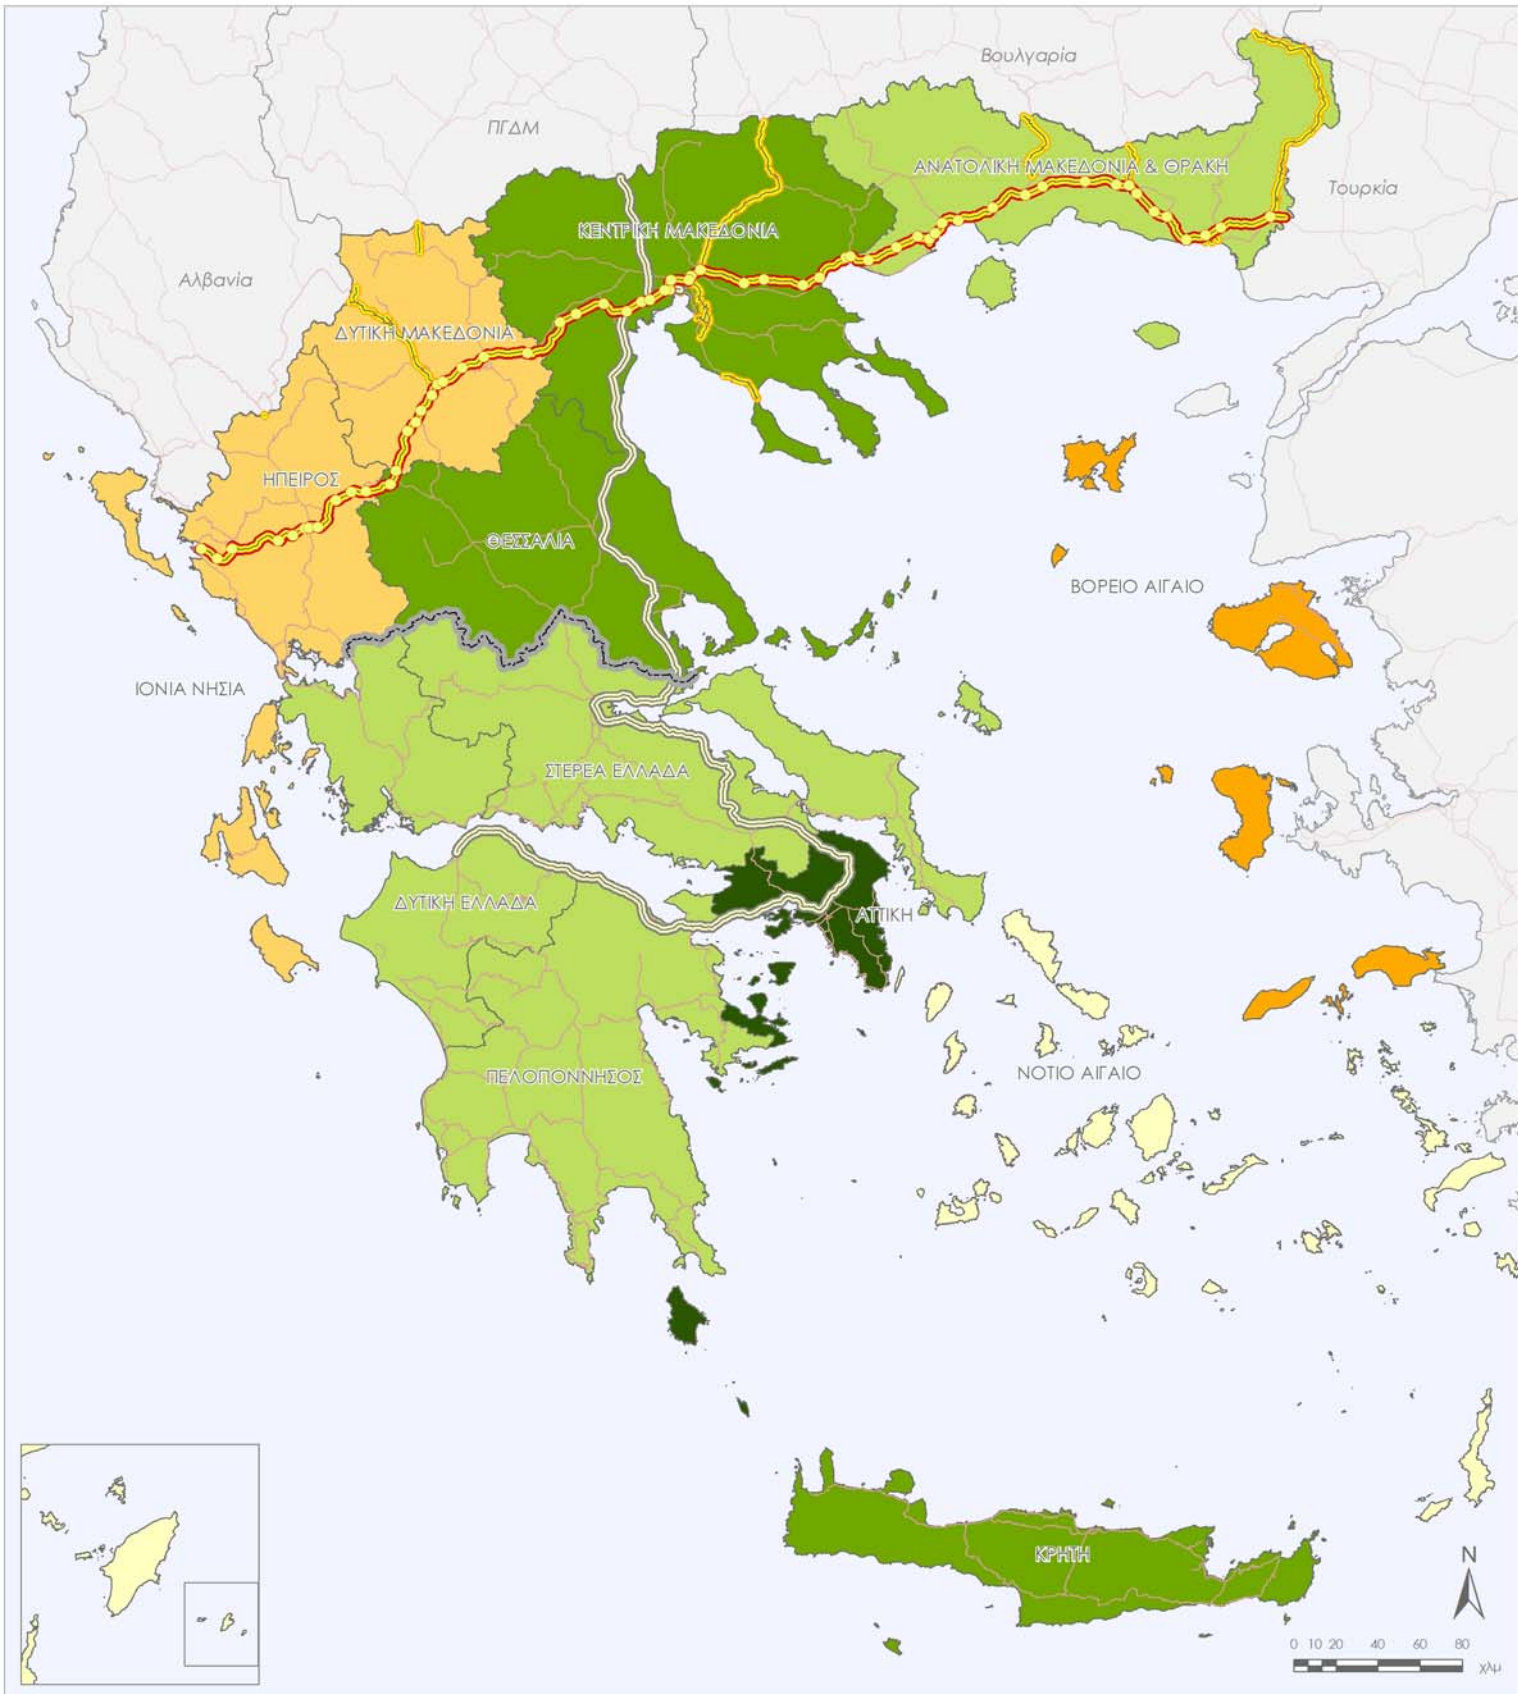 Βουλγαρία
ΠΓΔΜ
ΑΝΑΤΟΛΙΚΗ ΜΑΚΕΔΟΝΙΑ & ΘΡΑΚΗ
Τουρκία
ΚΕΝΤΡΙΚΗ ΜΑΚΕΔΟΝΙΑ
Αλβανία
ΔΥΤΙΚΗ ΜΑΚΕΔΟΝΙΑ
ΗΠΕΙΡΟΣ
ΘΕΣΣΑΛΙΑ
ΒΟΡΕΙΟ ΑΙΓΑΙΟ
ΙΟΝΙΑ ΝΗΣΙΑ
ΣΤΕΡΕΑ ΕΛΛΑΔΑ
ΔΥΤΙΚΗ ΕΛΛΑΔΑ
ΑΤΤΙΚΗ
ΝΟΤΙΟ ΑΙΓΑΙΟ
ΠΕΛΟΠΟΝΝΗΣΟΣ
ΚΡΗΤΗ
N
0 10 20 40 60 80
χλμ